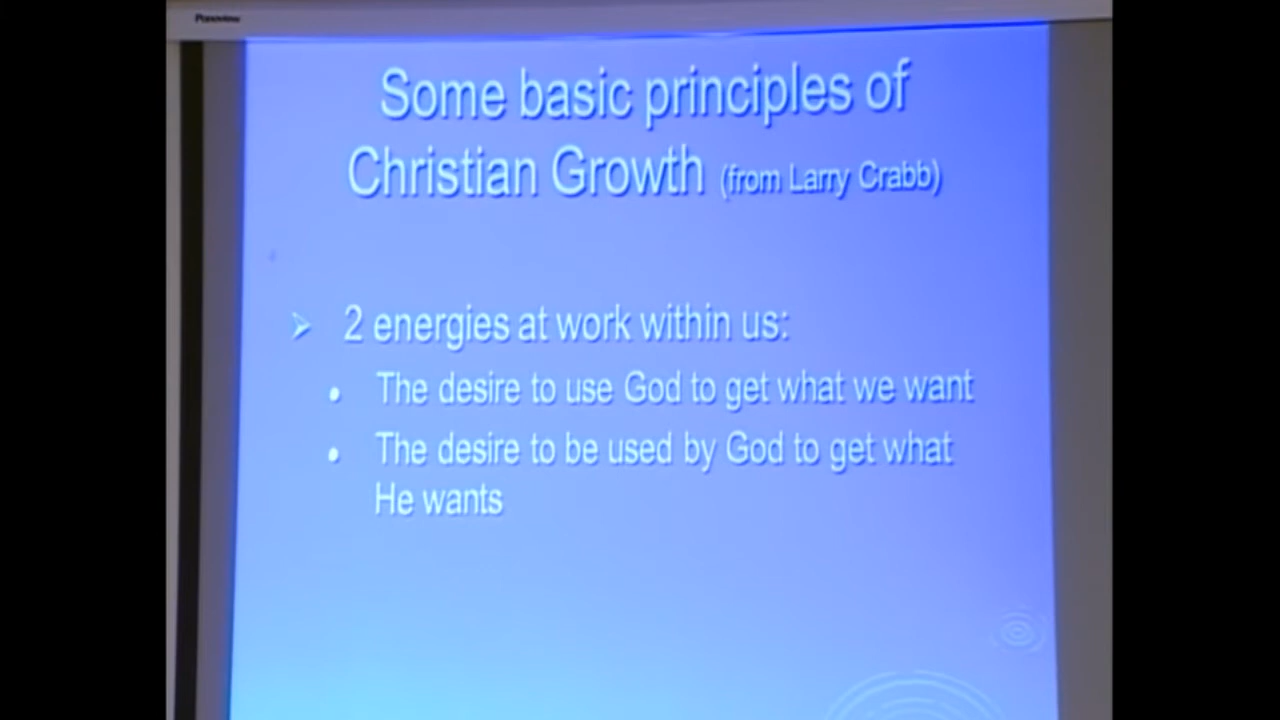 Panoview
Some basic principles of
Christian Growth (from Larry Crabb)
2 energies at work within us:
The desire to use God to get what we want
The desire to be used by God to get what
He wants